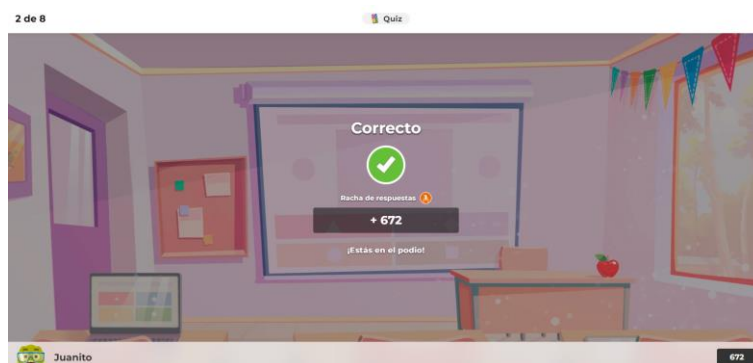 2 de 8
Quiz
Correcto
Racha de respuestas
+ 672
¡Estás en el podio!
Juanito
672